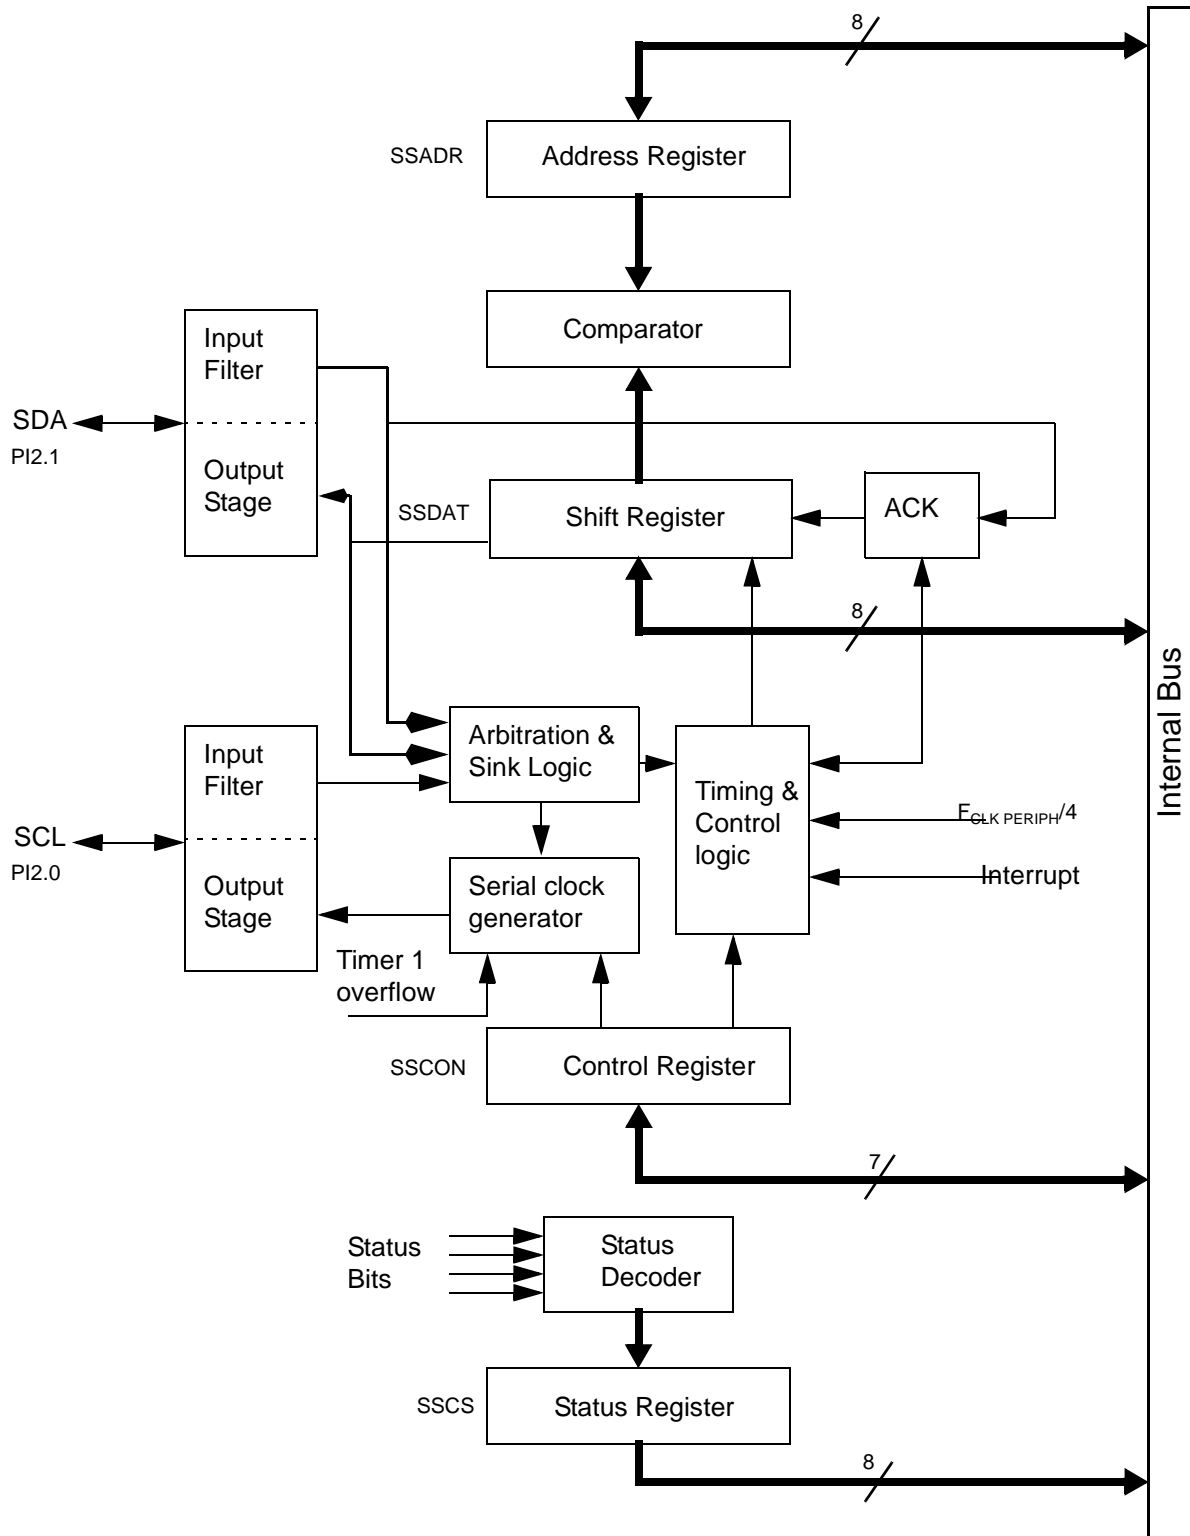 8
SSADR
Address Register
Comparator
Input
Filter
SDA
PI2.1
Output
Stage
SSDAT
Shift Register
ACK
8
Internal Bus
Arbitration &
Sink Logic
Input
Filter
Timing &
Control
logic
FCLK PERIPH/4
SCL
PI2.0
Interrupt
Output
Stage
Serial clock
generator
Timer 1
overflow
SSCON
Control Register
7
Status
Bits
Status
Decoder
SSCS
Status Register
8